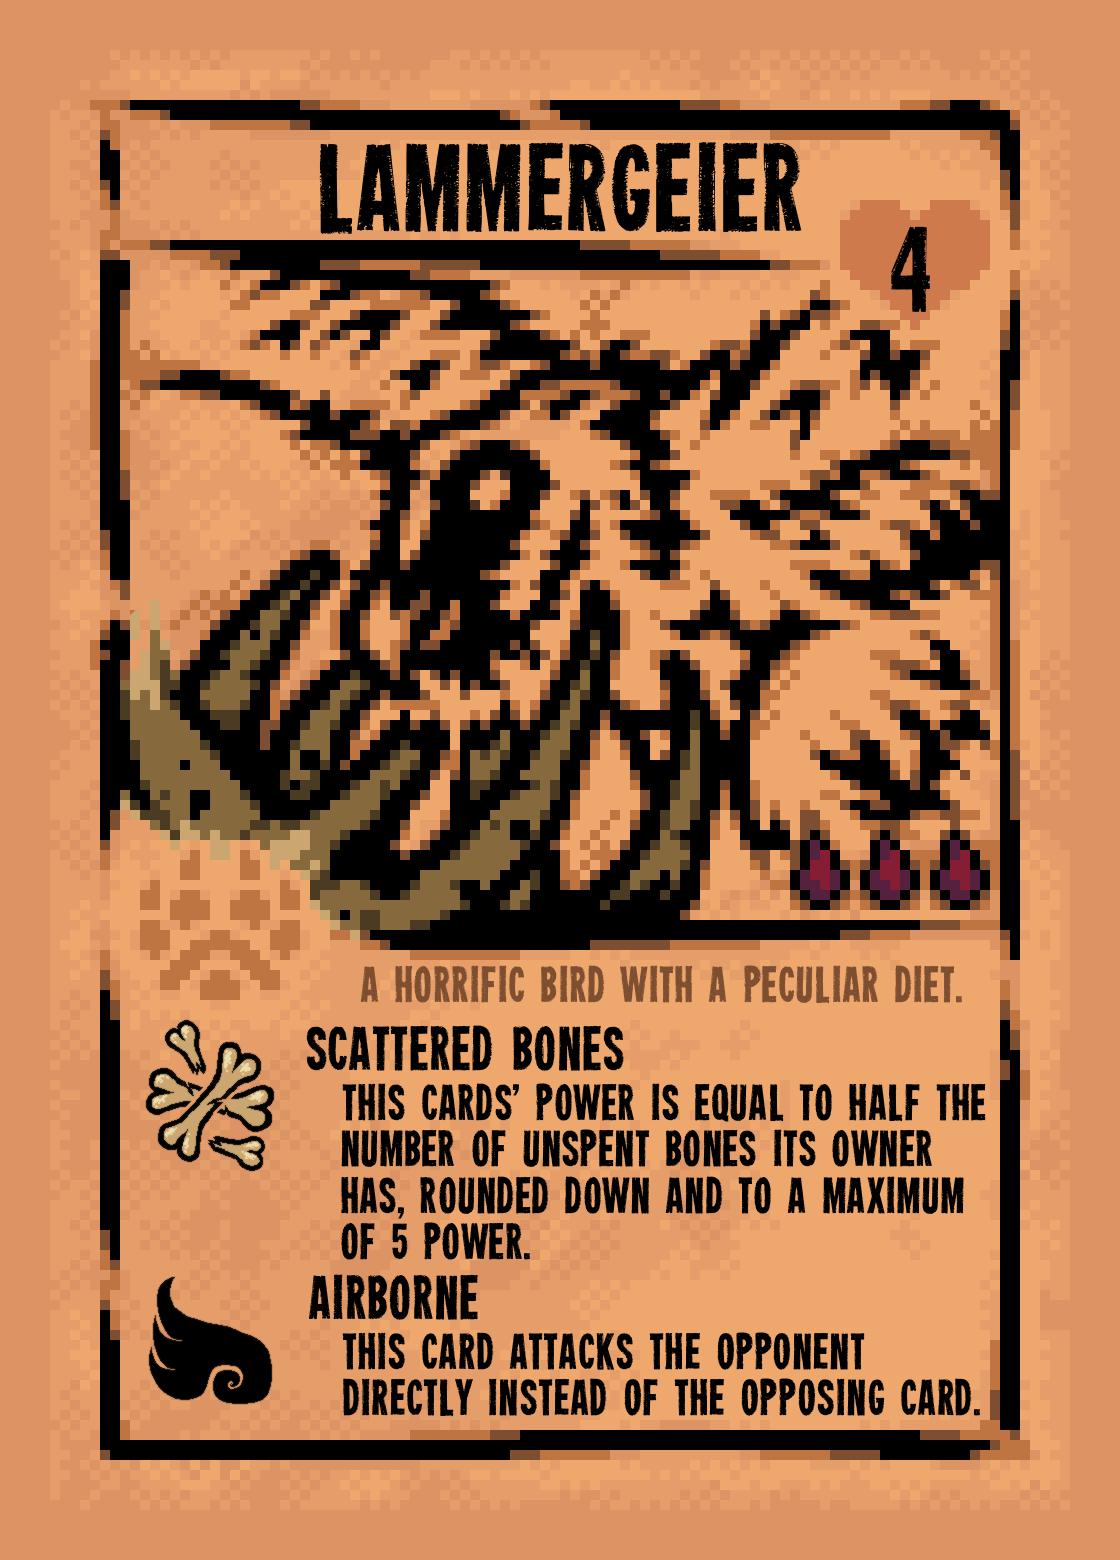 LAMMERGEIER
4
A HORRIFIC BIRD WITH A PECULIAR DIET.
SCATTERED BONES
THIS CARDS' POWER IS EQUAL TO HALF THE
NUMBER OF UNSPENT BONES ITS OWNER
HAS, ROUNDED DOWN AND TO A MAXIMUM
OF 5 POWER.
AIRBORNE
THIS CARD ATTACKS THE OPPONENT
DIRECTLY INSTEAD OF THE OPPOSING CARD.